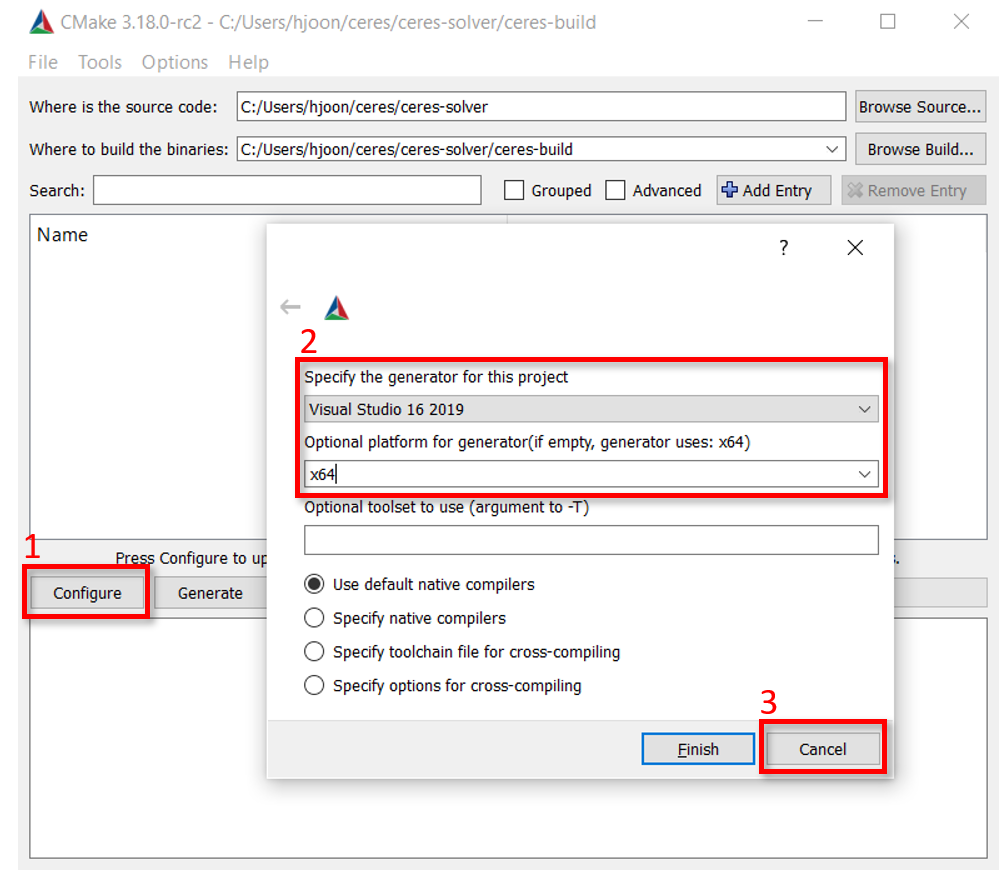 CMake 3.18.0-rc2 - C:/Users/hjoon/ceres-solver/ceres-build
File Tools Options Help
Where is the source code: C:/Users/hjoon/ceres/ceres-solver Browse Source...
Where to build the binaries: C:/Users/hjoon/ceres/ceres-solver/ceres-build Browse Build...
Search: Grouped Advanced Add Entry Remove Entry
Name
?
2
Specify the generator for this project
Visual Studio 16 2019
Optional platform for generator(if empty, generator uses: x64)
x64
Optional toolset to use (argument to -T)
1
Press Configure to up
s.
Configure Generate
Use default native compilers
Specify native compilers
Specify toolchain file for cross-compiling
Specify options for cross-compiling
3
Finish Cancel